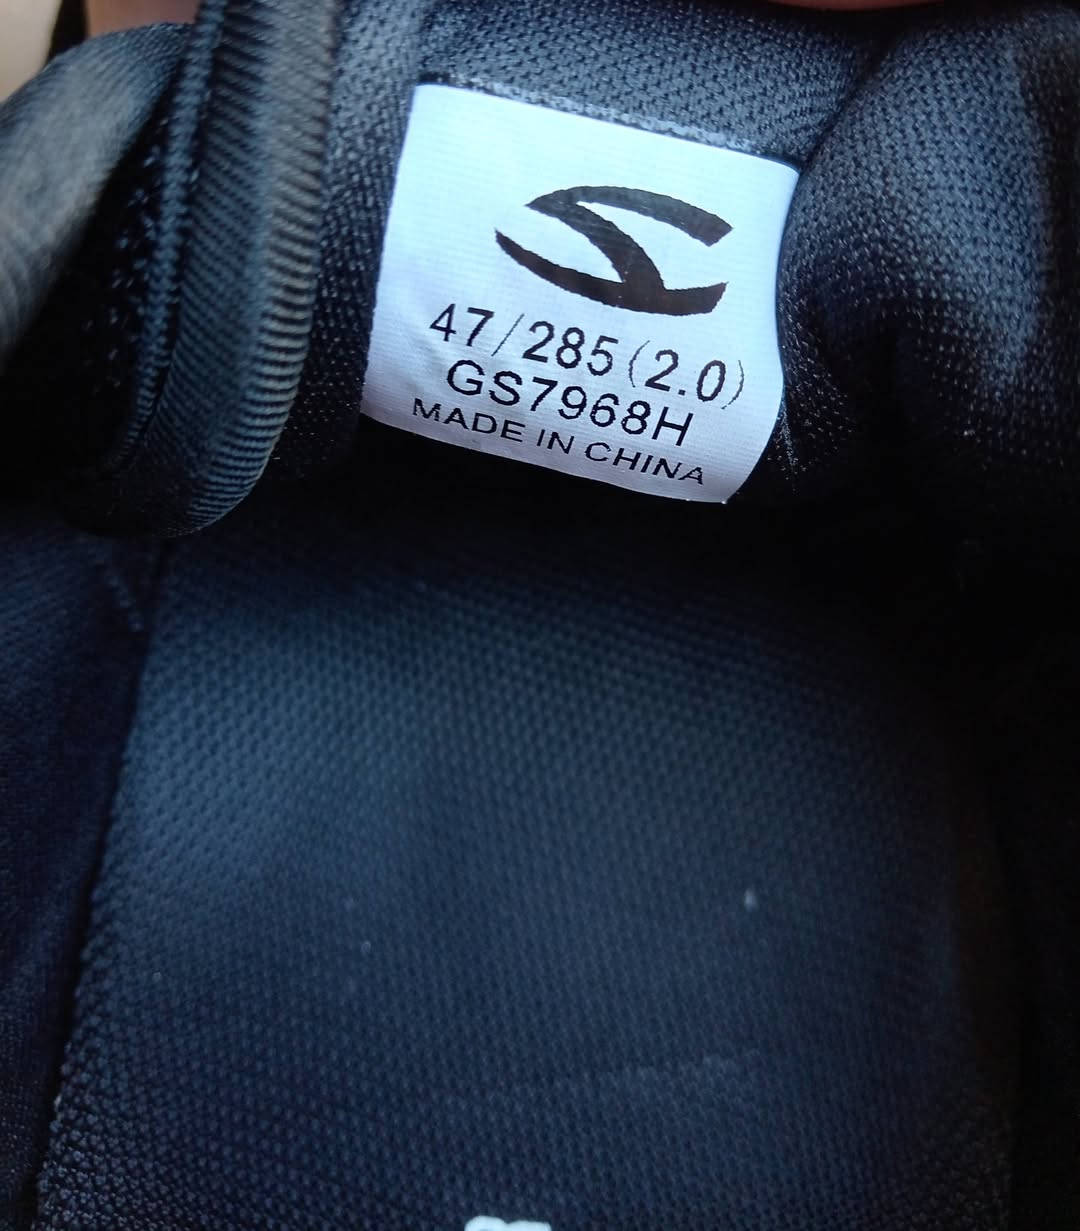 47/285(2.0)
GS7968H
MADE IN CHINA